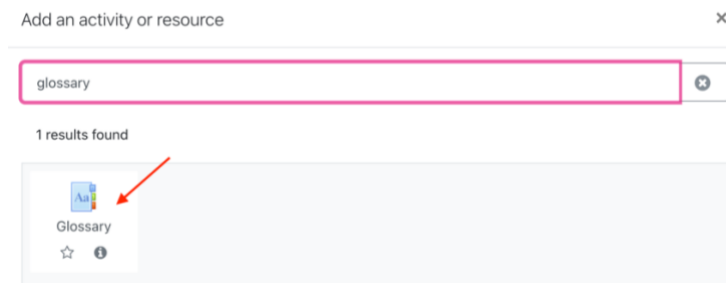 Add an activity or resource
glossary
1 results found
Aa
Glossary